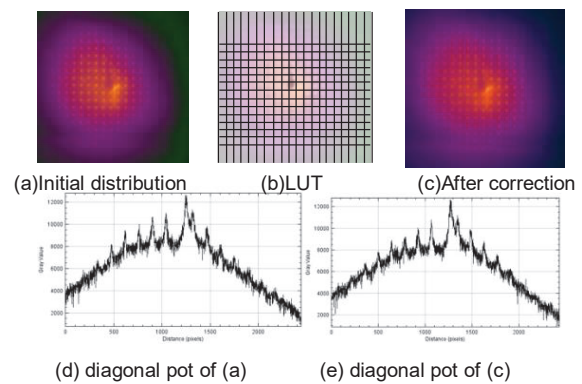 (a)Initial distribution
(b)LUT
(c)After correction
12000
10000
8000
6000
4000
2000
Gray Value
0
500
1000
1500
2000
Distance (pixels)
12000
10000
8000
6000
4000
2000
Gray Value
0
500
1000
1500
2000
Distance (pixels)
(d) diagonal pot of (a)
(e) diagonal pot of (c)